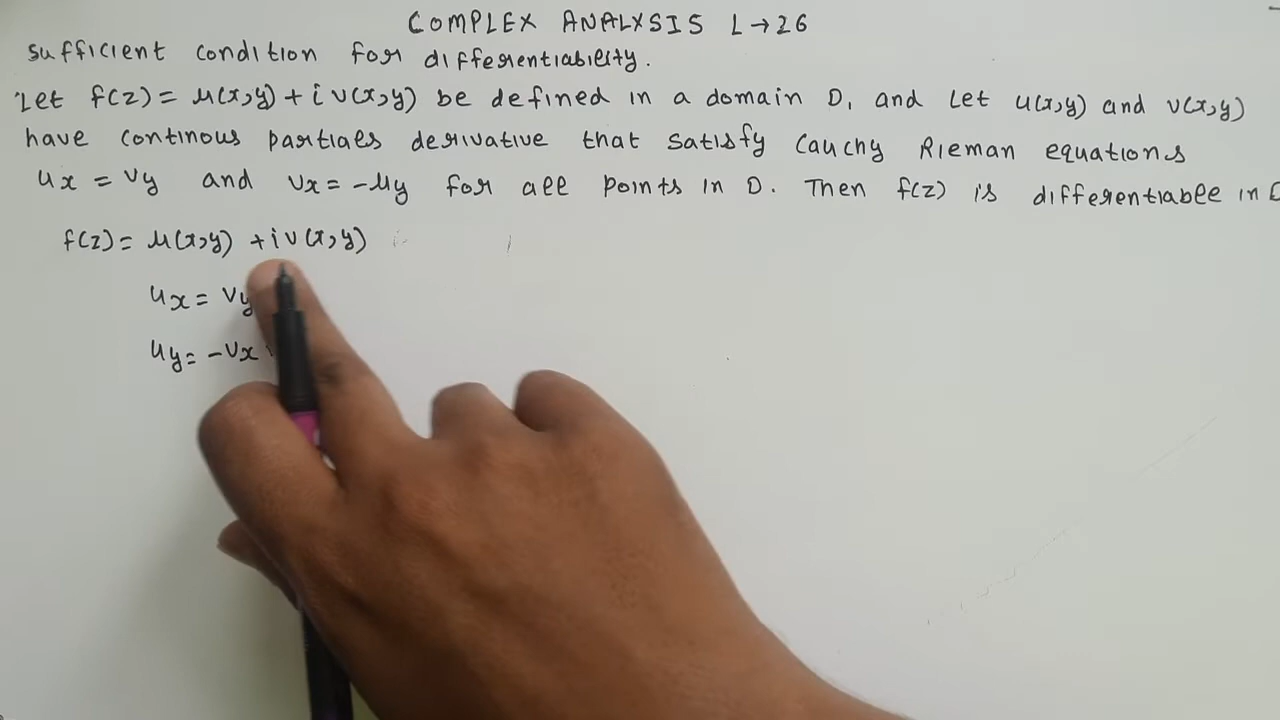 COMPLEX ANALYSIS L→26
sufficient condition for differentiability.
Let f(z) = u(x,y) + i v(x,y) be defined in a domain D, and Let u(x,y) and v(x,y)
have continous partiaes derivative that satisfy Cauchy Rieman equations
ux = vy and vx = -uy for all points in D. Then f(z) is differentiable in D
f(z) = u(x,y) + i v(x,y)
ux = vy
uy = -vx